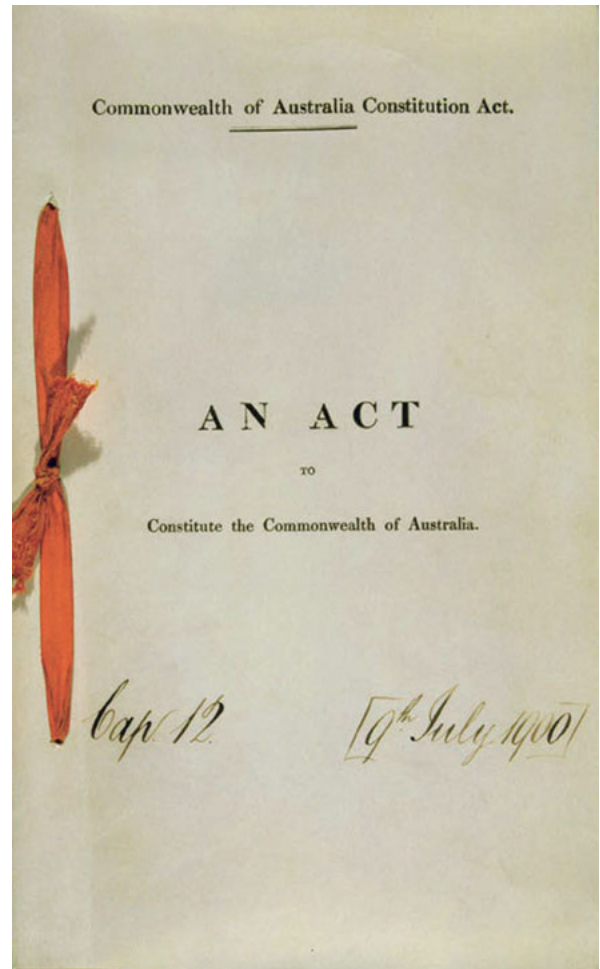 Commonwealth of Australia Constitution Act.
AN ACT
TO
Constitute the Commonwealth of Australia.
Cap. 12. [9th July 1900]